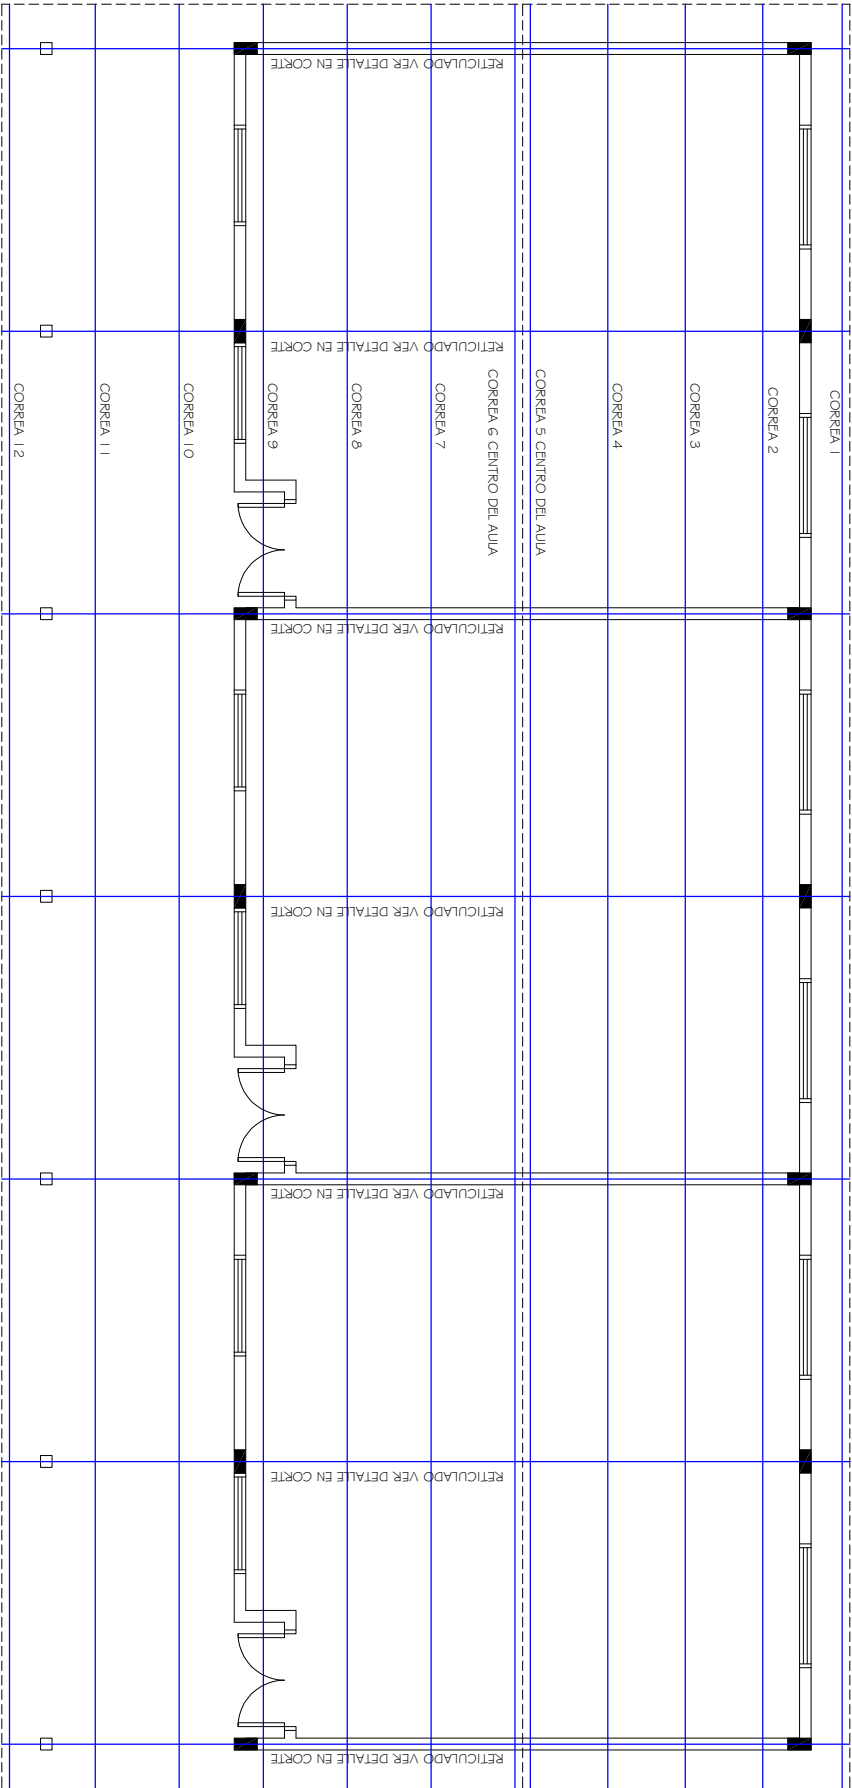 RETICULADO VER DETALLE EN CORTE
RETICULADO VER DETALLE EN CORTE
CORREA 12
CORREA 11
CORREA 10
CORREA 9
CORREA 8
CORREA 7
CORREA 6 CENTRO DEL AULA
CORREA 5 CENTRO DEL AULA
CORREA 4
CORREA 3
CORREA 2
CORREA 1
RETICULADO VER DETALLE EN CORTE
RETICULADO VER DETALLE EN CORTE
RETICULADO VER DETALLE EN CORTE
RETICULADO VER DETALLE EN CORTE
RETICULADO VER DETALLE EN CORTE